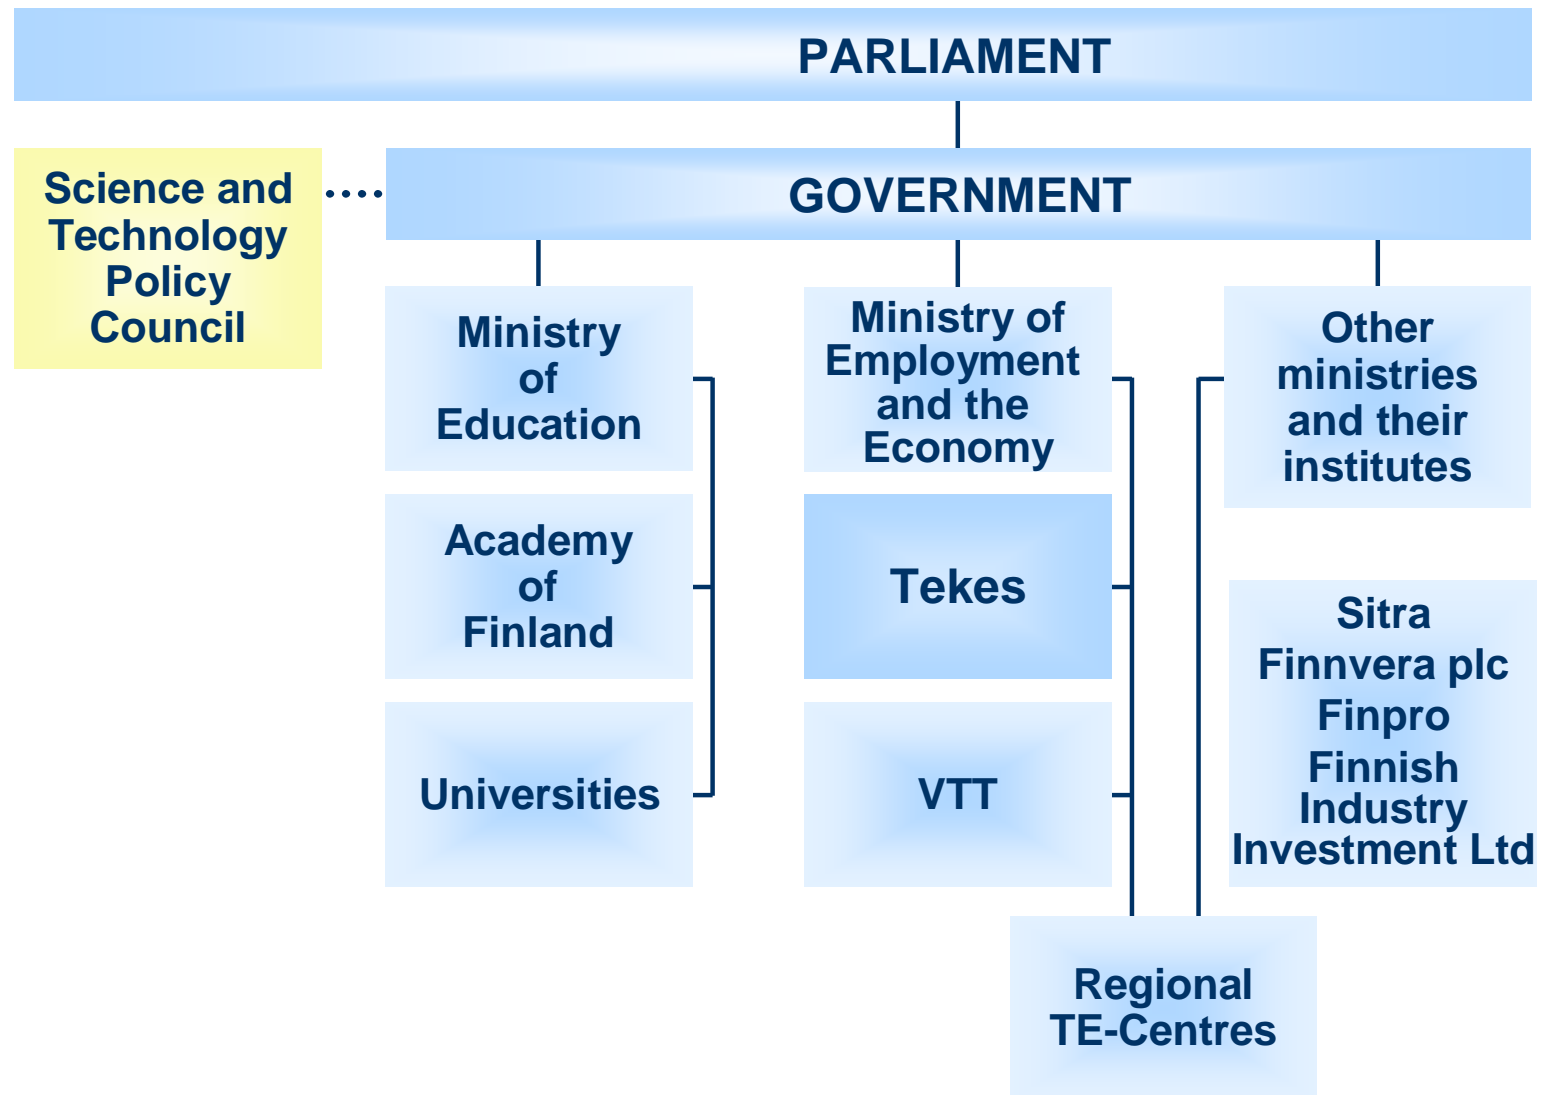 PARLIAMENT
Science and
Technology
Policy
Council
GOVERNMENT
Ministry
of
Education
Ministry of
Employment
and the
Economy
Other
ministries
and their
institutes
Academy
of
Finland
Tekes
Sitra
Finnvera plc
Finpro
Finnish
Industry
Investment Ltd
Universities
VTT
Regional
TE-Centres